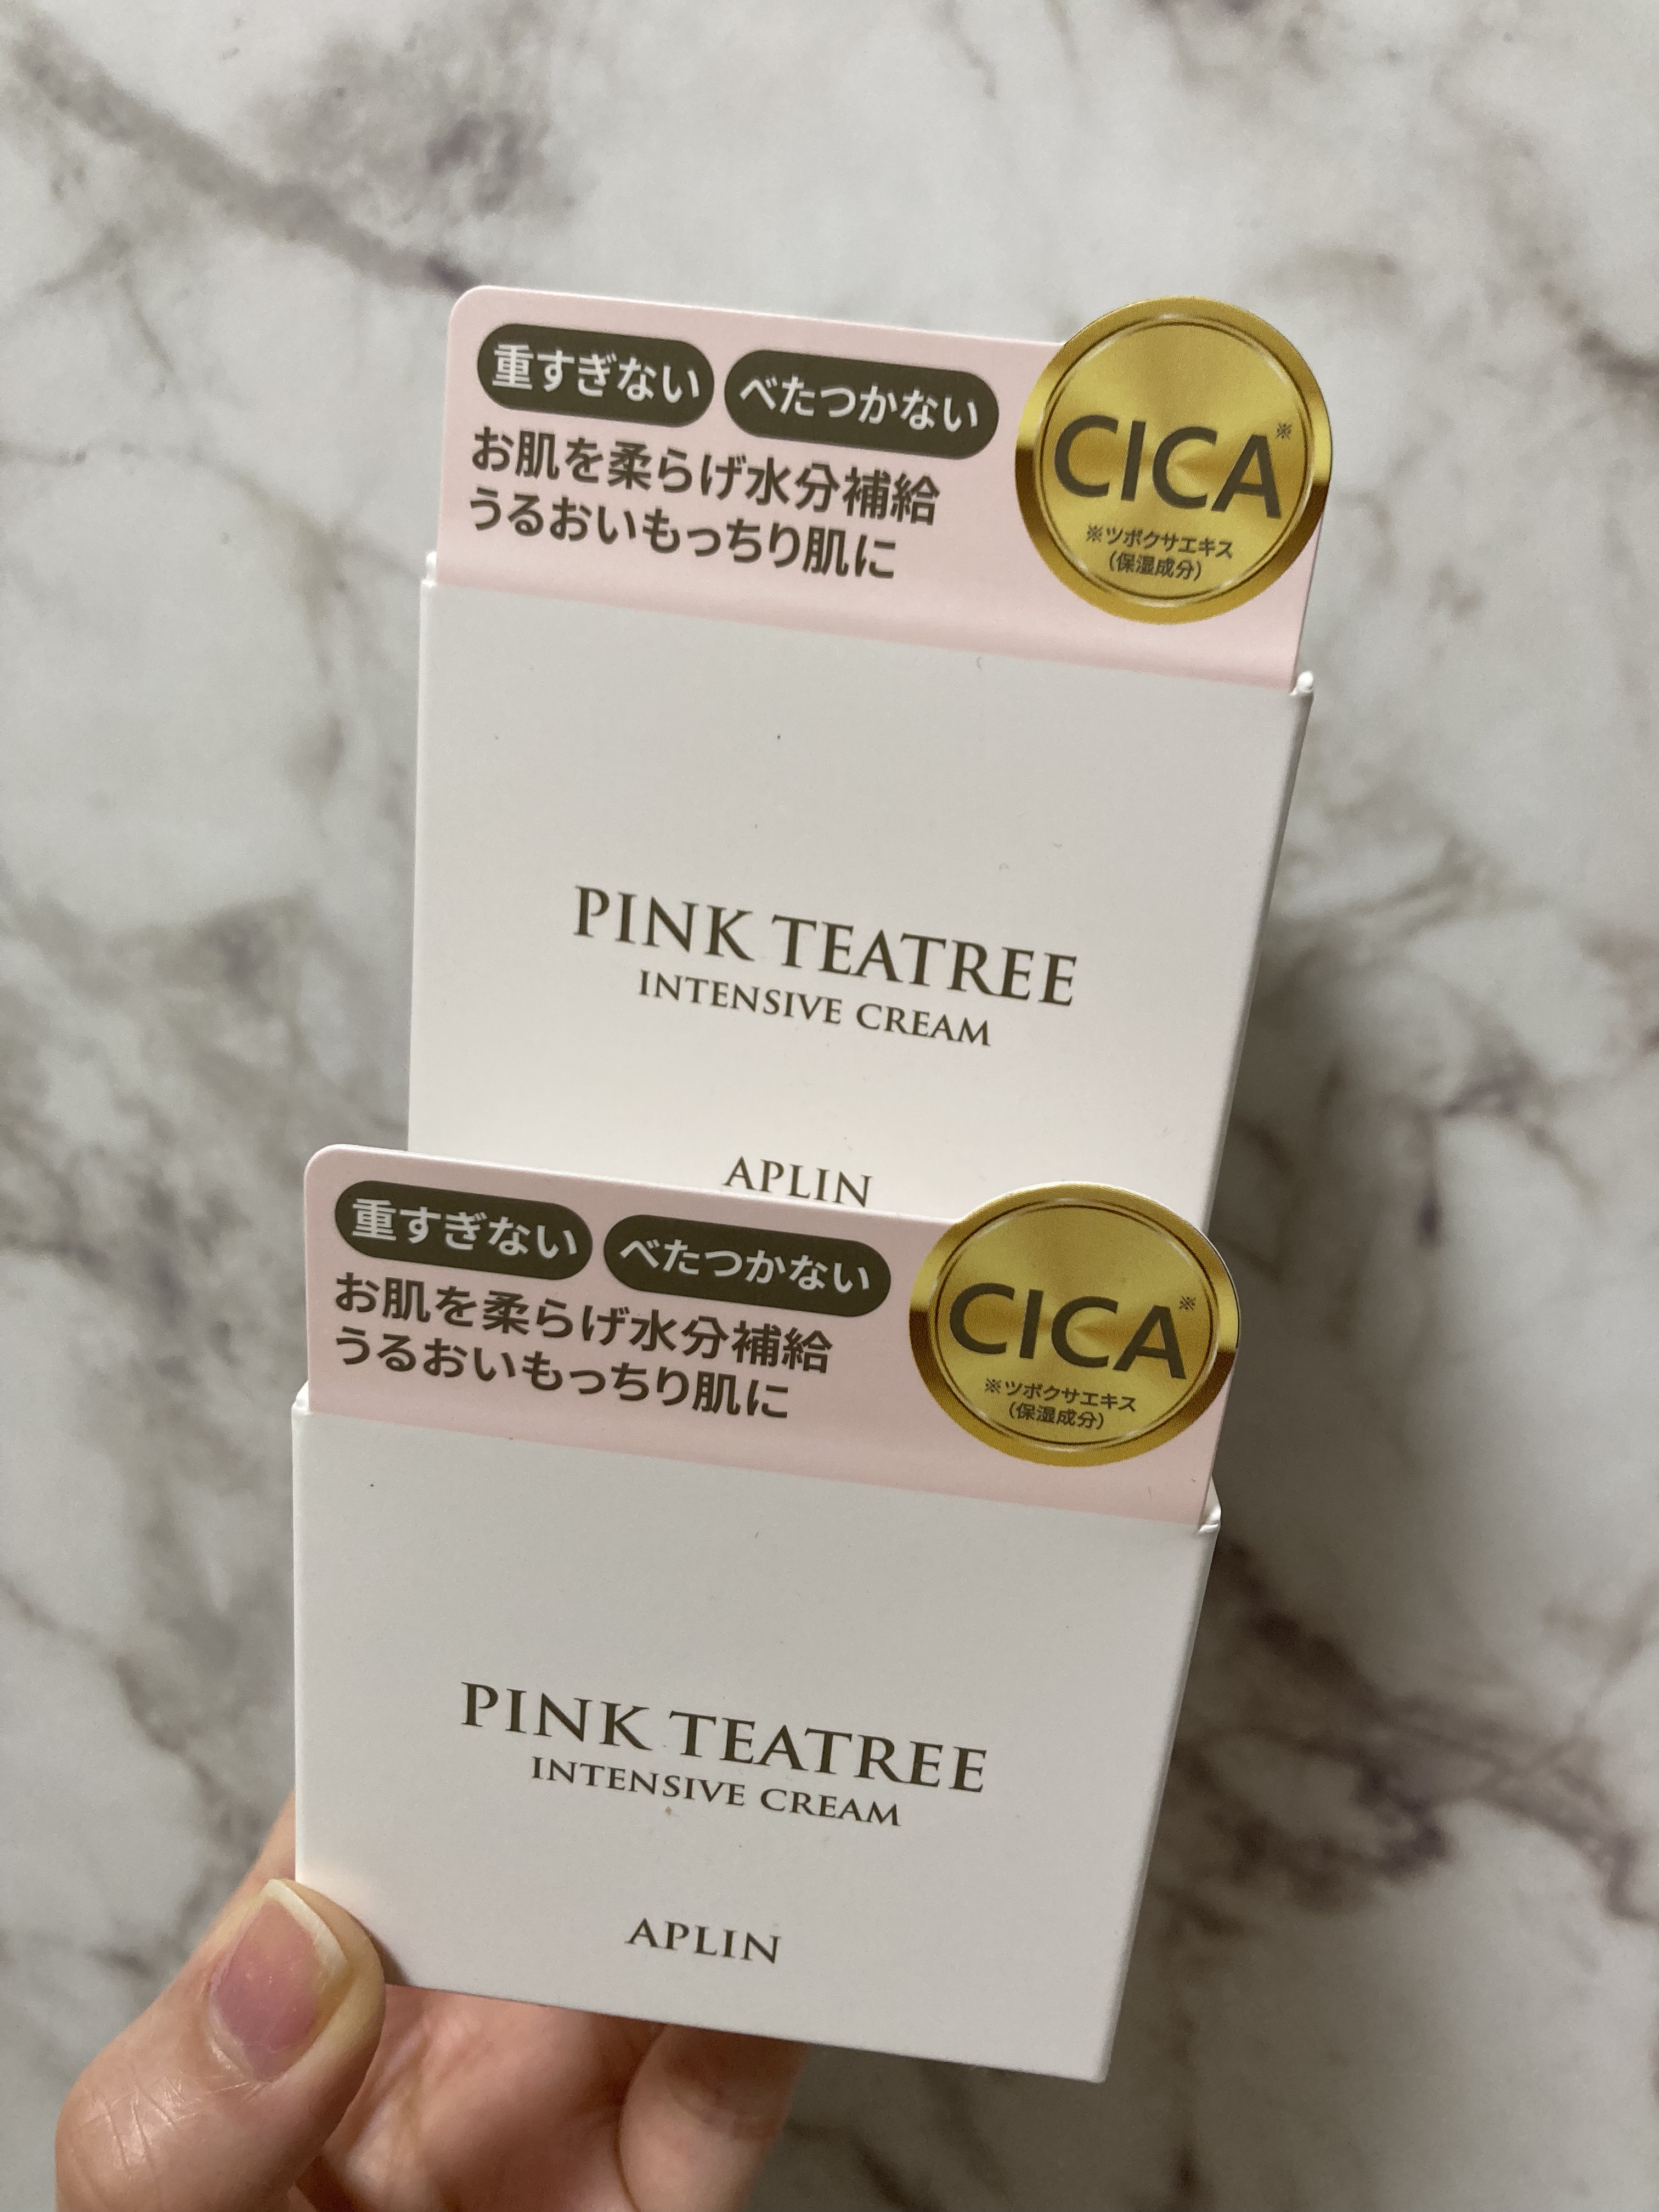 重すぎない べたつかない
お肌を柔らげ水分補給
うるおいもっちり肌に
CICA※
※ツボクサエキス
(保湿成分)
PINK TEATREE
INTENSIVE CREAM
APLIN
重すぎない べたつかない
お肌を柔らげ水分補給
うるおいもっちり肌に
CICA※
※ツボクサエキス
(保湿成分)
PINK TEATREE
INTENSIVE CREAM
APLIN